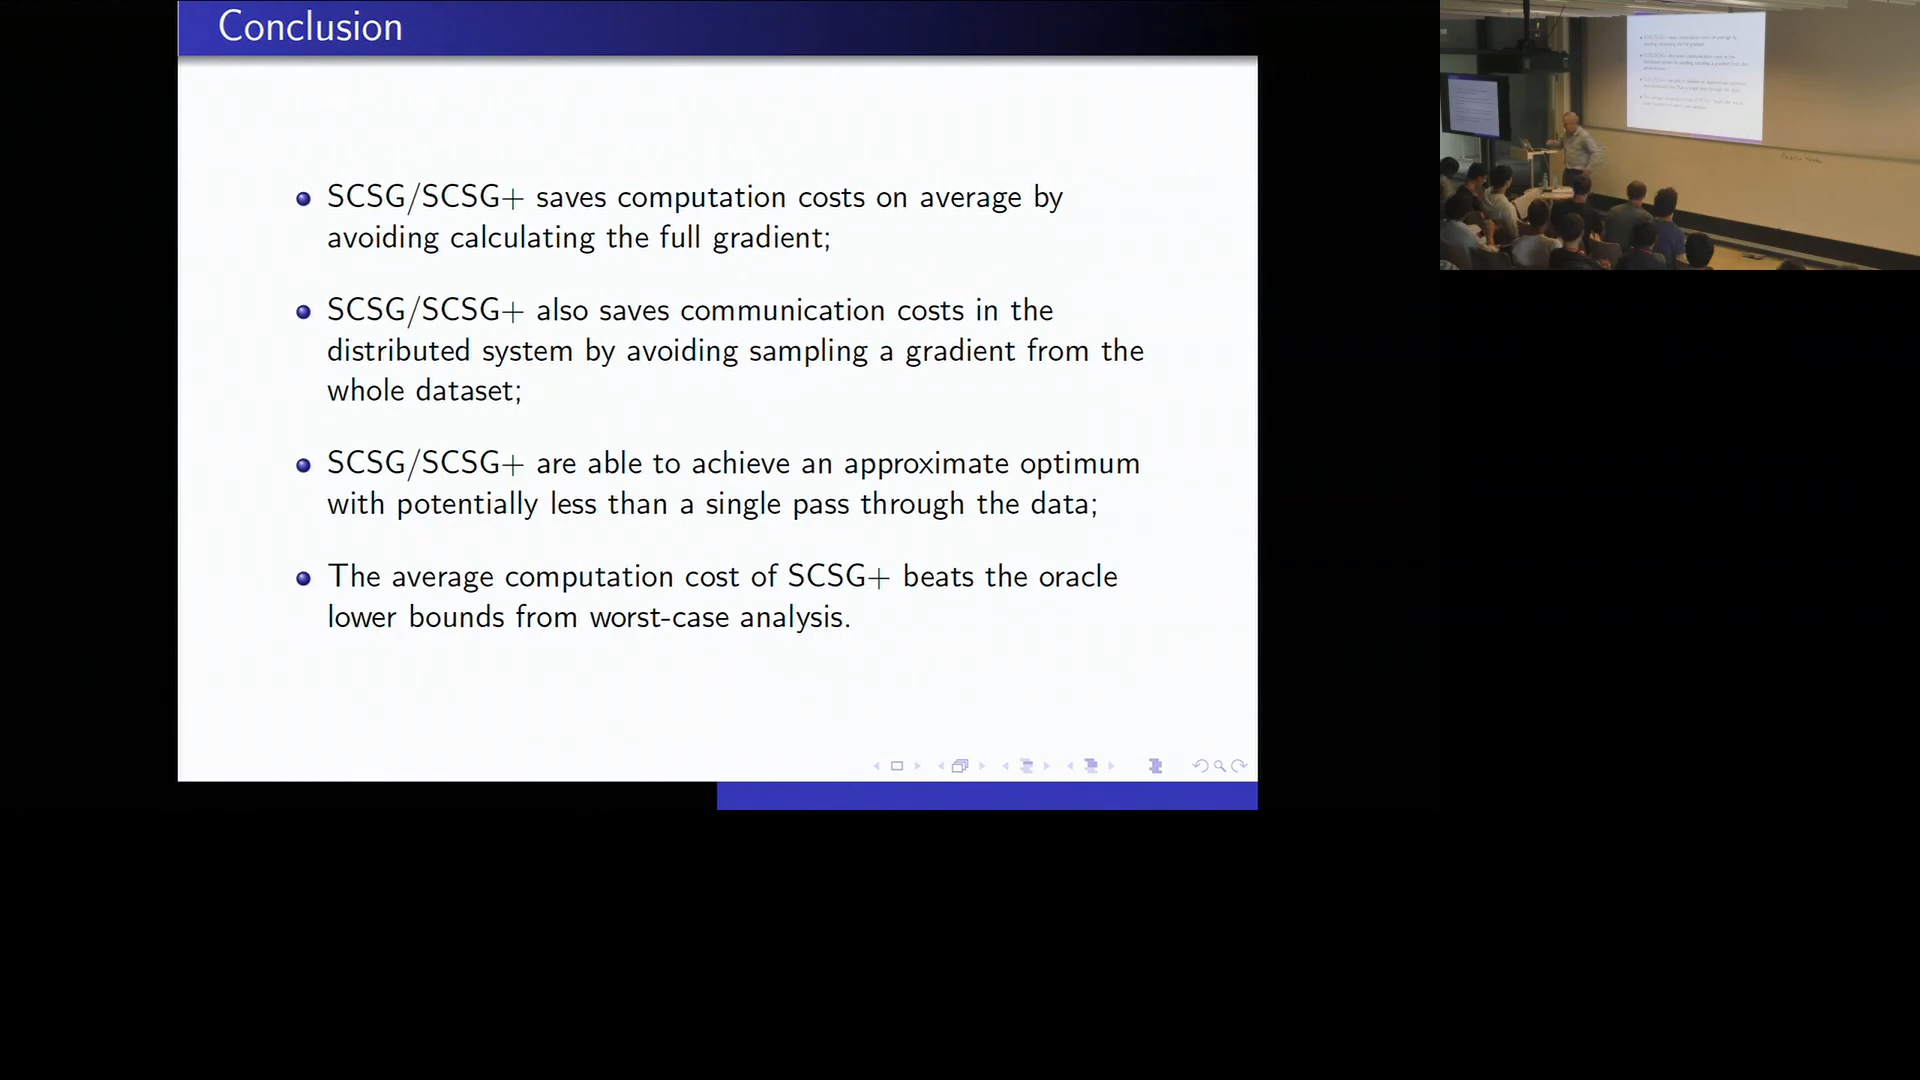 Conclusion
SCSG/SCSG+ saves computation costs on average by
avoiding calculating the full gradient;
SCSG/SCSG+ also saves communication costs in the
distributed system by avoiding sampling a gradient from the
whole dataset;
SCSG/SCSG+ are able to achieve an approximate optimum
with potentially less than a single pass through the data;
The average computation cost of SCSG+ beats the oracle
lower bounds from worst-case analysis.